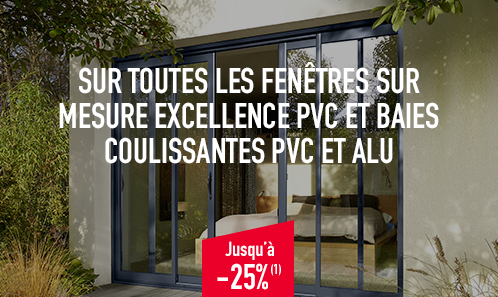 SUR TOUTES LES FENÊTRES SUR
MESURE EXCELLENCE PVC ET BAIES
COULISSANTES PVC ET ALU
Jusqu'à
-25%(1)